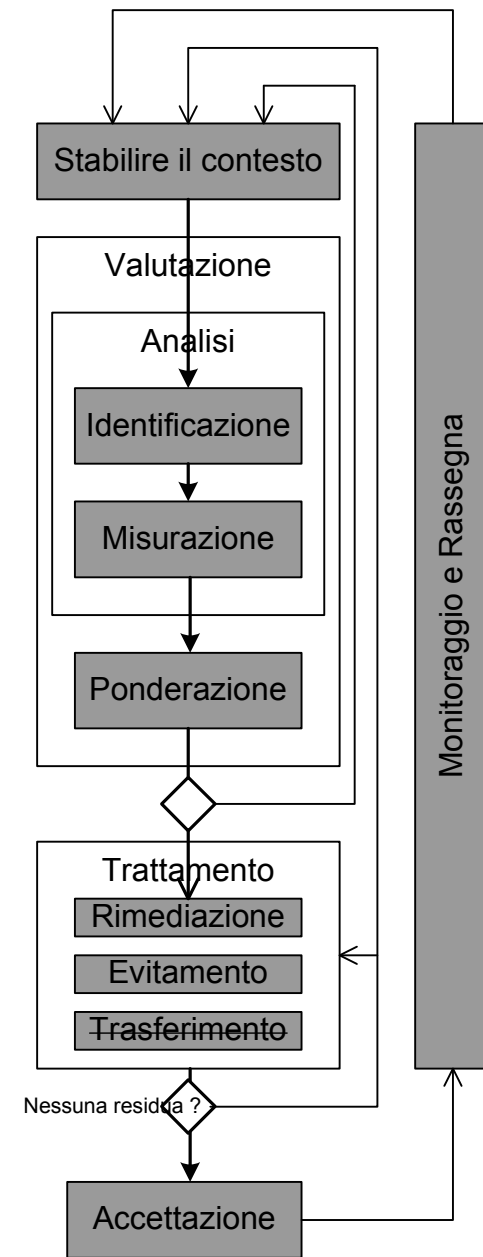 Stabilire il contesto
Valutazione
Analisi
Identificazione
Misurazione
Ponderazione
Trattamento
Rimediazione
Evitamento
Trasferimento
Nessuna residua ?
Accettazione
Monitoraggio e Rassegna